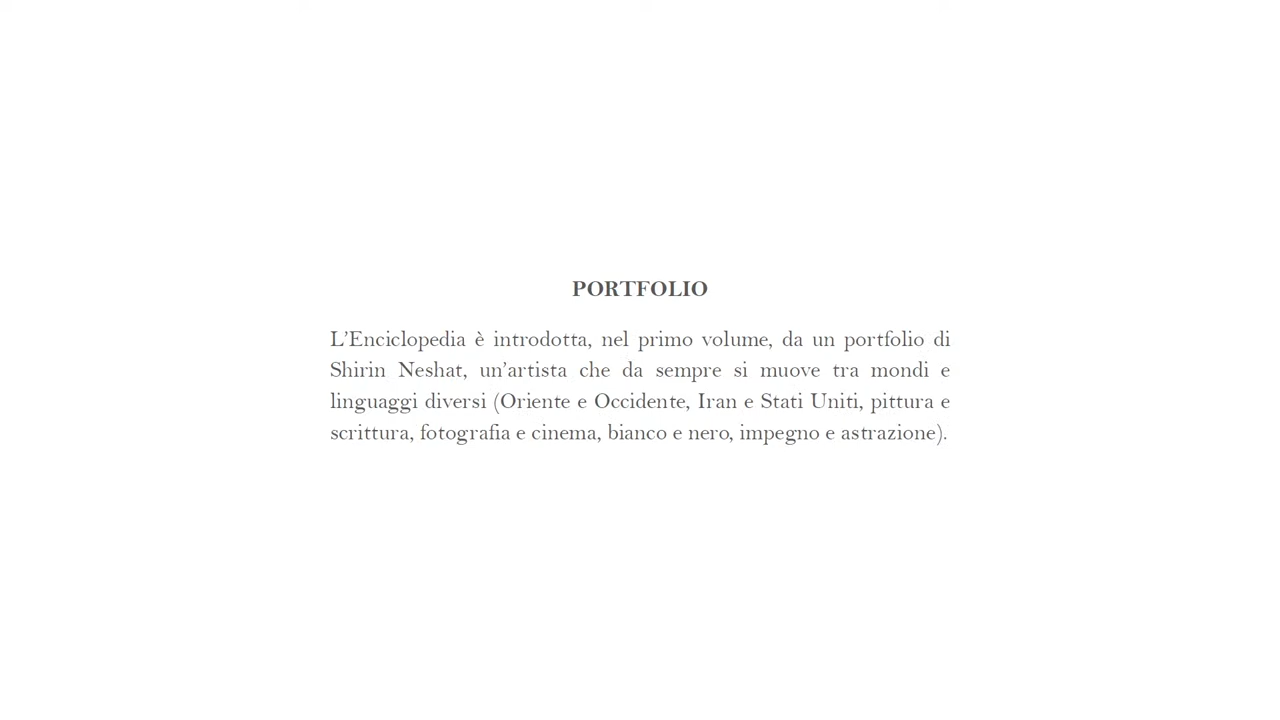 PORTFOLIO
L’Enciclopedia è introdotta, nel primo volume, da un portfolio di
Shirin Neshat, un’artista che da sempre si muove tra mondi e
linguaggi diversi (Oriente e Occidente, Iran e Stati Uniti, pittura e
scrittura, fotografia e cinema, bianco e nero, impegno e astrazione).